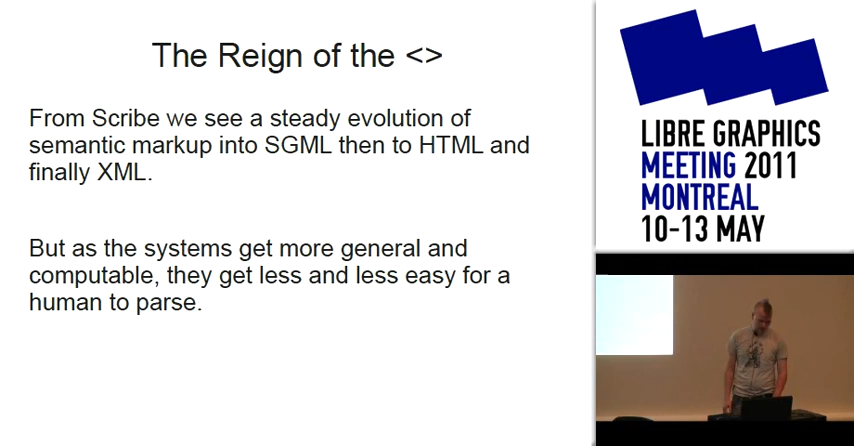 The Reign of the <>
From Scribe we see a steady evolution of
semantic markup into SGML then to HTML and
finally XML.
But as the systems get more general and
computable, they get less and less easy for a
human to parse.
LIBRE GRAPHICS
MEETING 2011
MONTREAL
10-13 MAY